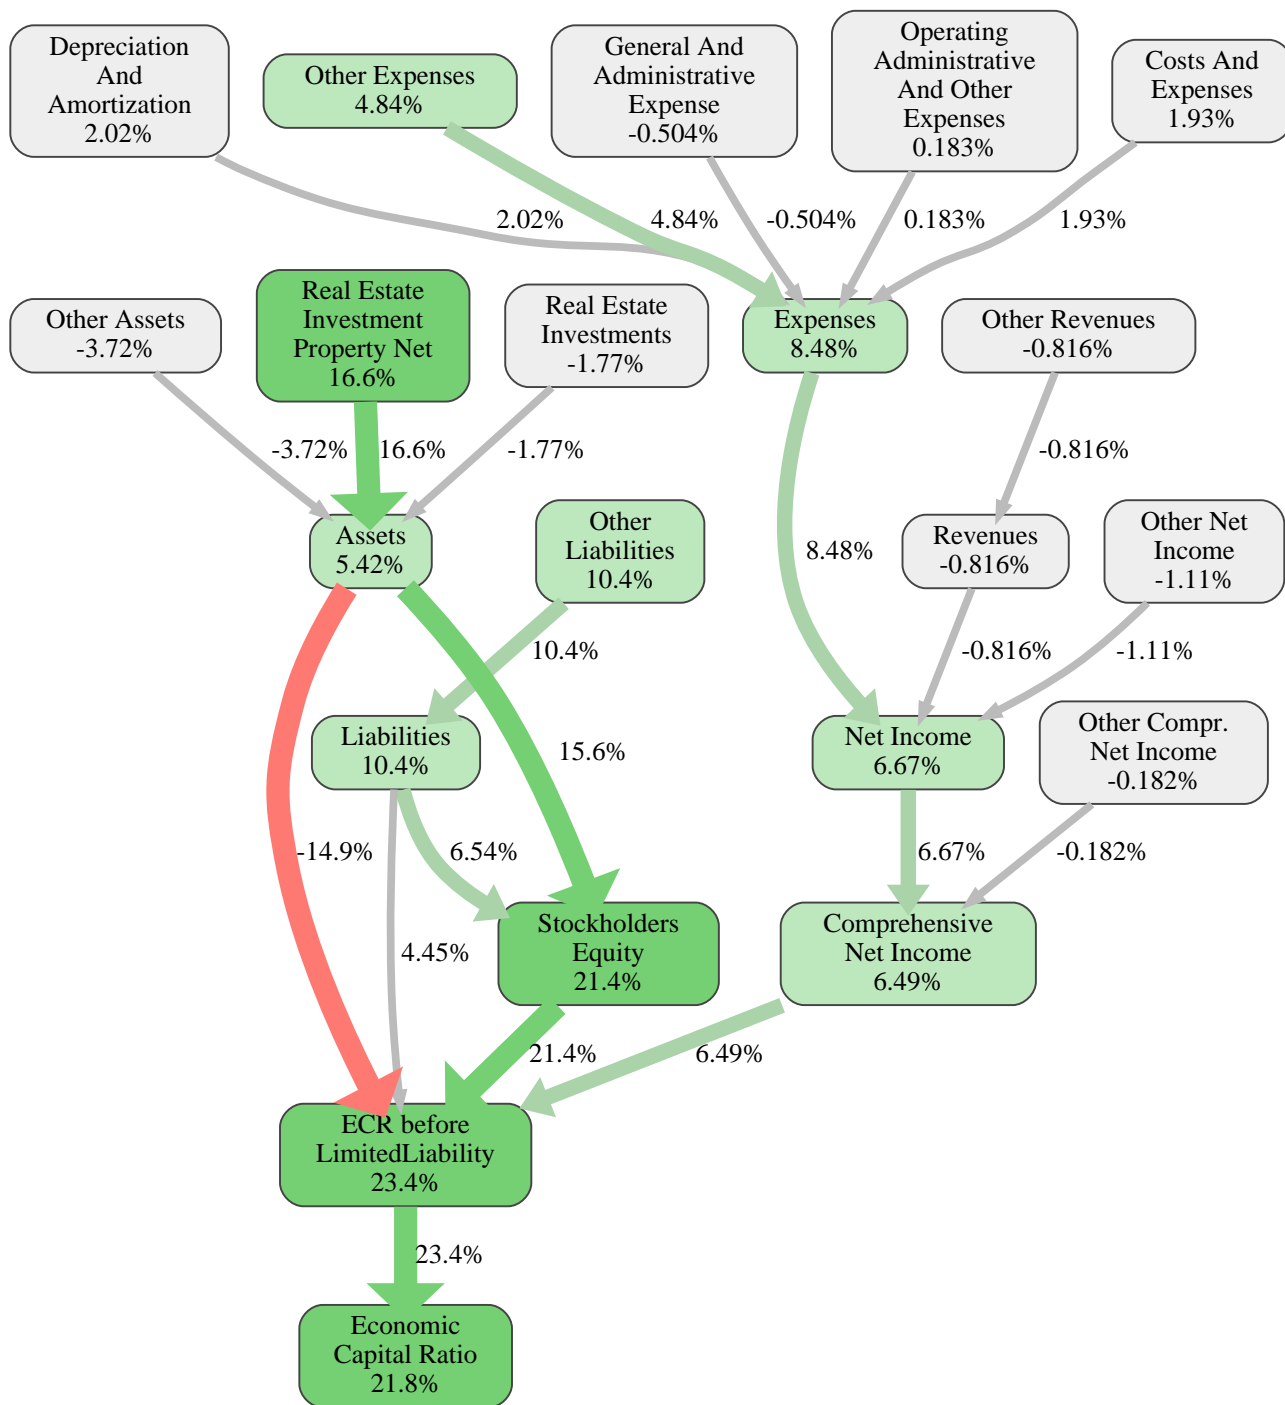 Depreciation
And
Amortization
2.02%
Other Expenses
4.84%
General And
Administrative
Expense
-0.504%
Operating
Administrative
And Other
Expenses
0.183%
Costs And
Expenses
1.93%
2.02%
4.84%
-0.504%
0.183%
1.93%
Other Assets
-3.72%
Real Estate
Investment
Property Net
16.6%
Real Estate
Investments
-1.77%
Expenses
8.48%
Other Revenues
-0.816%
-3.72%
16.6%
-1.77%
-0.816%
Assets
5.42%
Other
Liabilities
10.4%
8.48%
Revenues
-0.816%
Other Net
Income
-1.11%
10.4%
-0.816%
-1.11%
Liabilities
10.4%
15.6%
Net Income
6.67%
Other Compr.
Net Income
-0.182%
-14.9%
6.54%
6.67%
-0.182%
4.45%
Stockholders
Equity
21.4%
Comprehensive
Net Income
6.49%
21.4%
6.49%
ECR before
LimitedLiability
23.4%
23.4%
Economic
Capital Ratio
21.8%